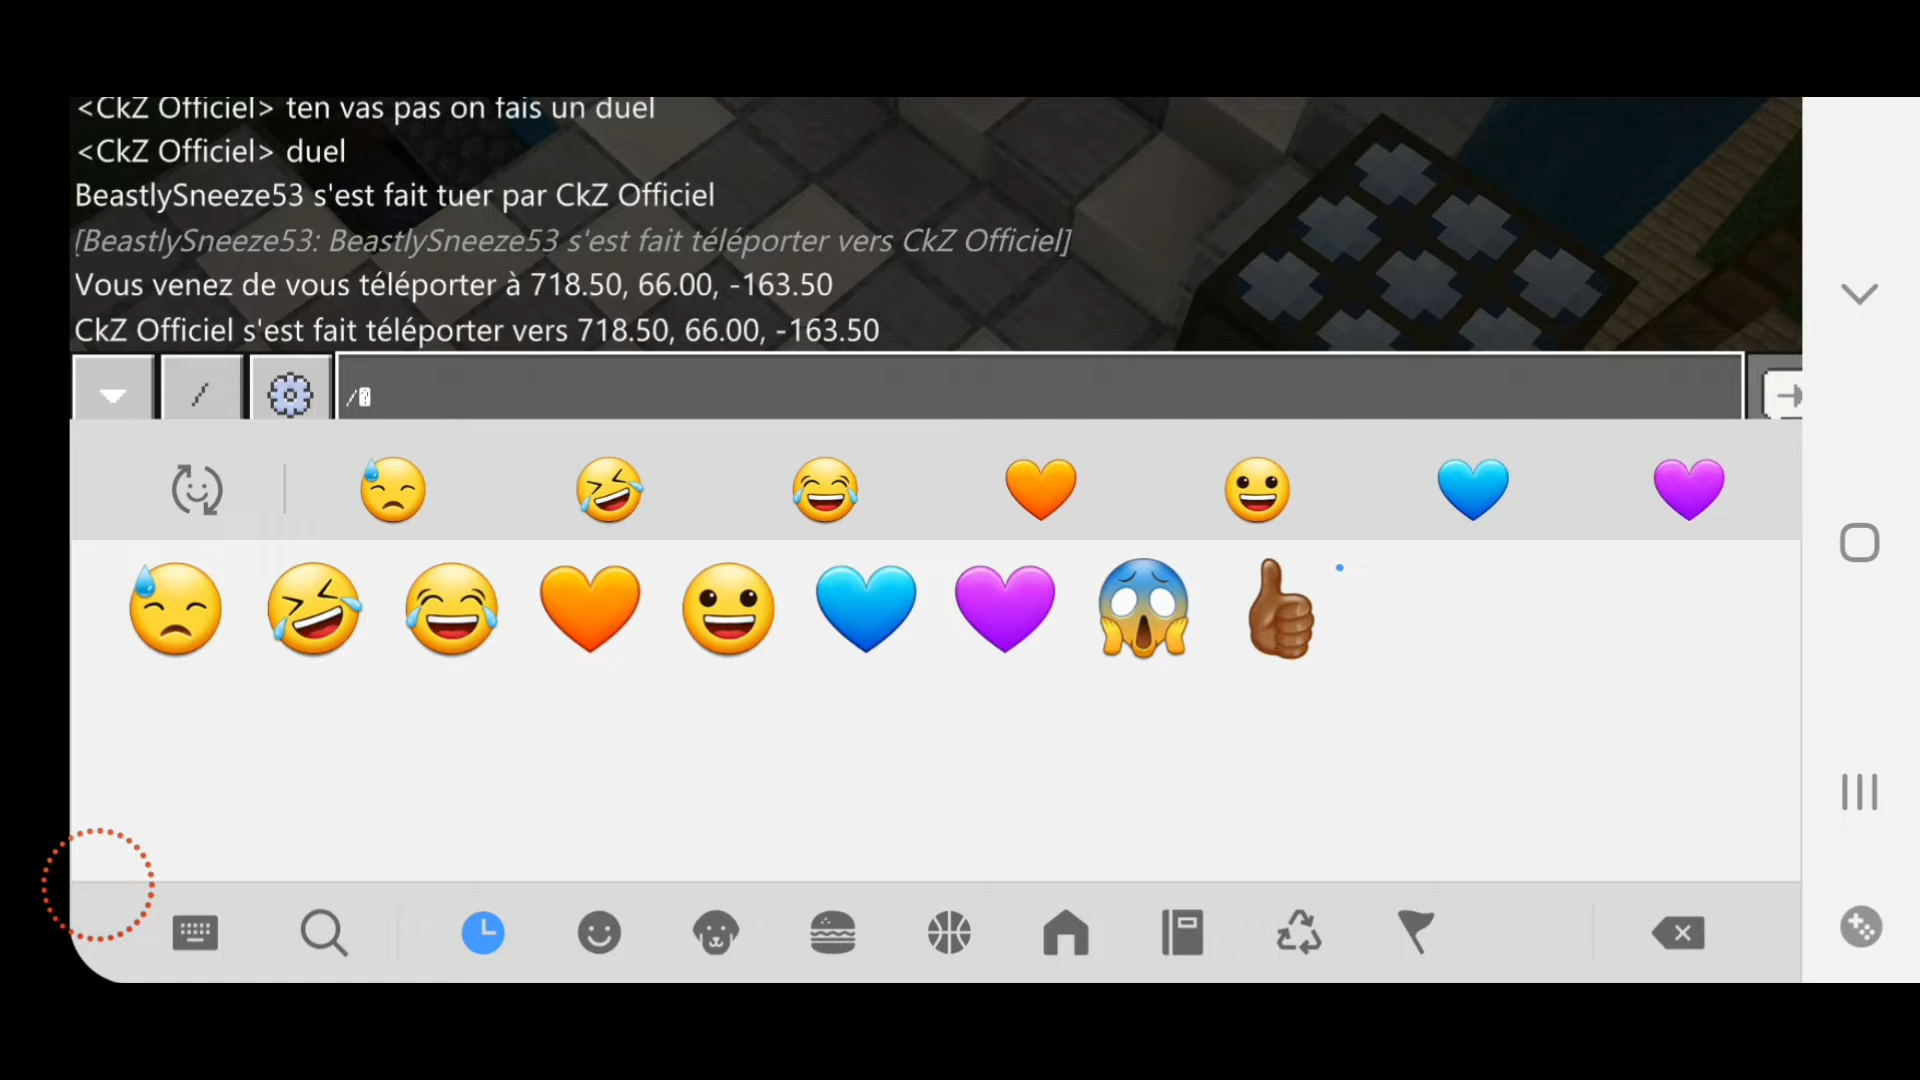 <CkZ Officiel> ten vas pas on fais un duel
<CkZ Officiel> duel
BeastlySneeze53 s'est fait tuer par CkZ Officiel
[BeastlySneeze53: BeastlySneeze53 s'est fait téléporter vers CkZ Officiel]
Vous venez de vous téléporter à 718.50, 66.00, -163.50
CkZ Officiel s'est fait téléporter vers 718.50, 66.00, -163.50
/
/